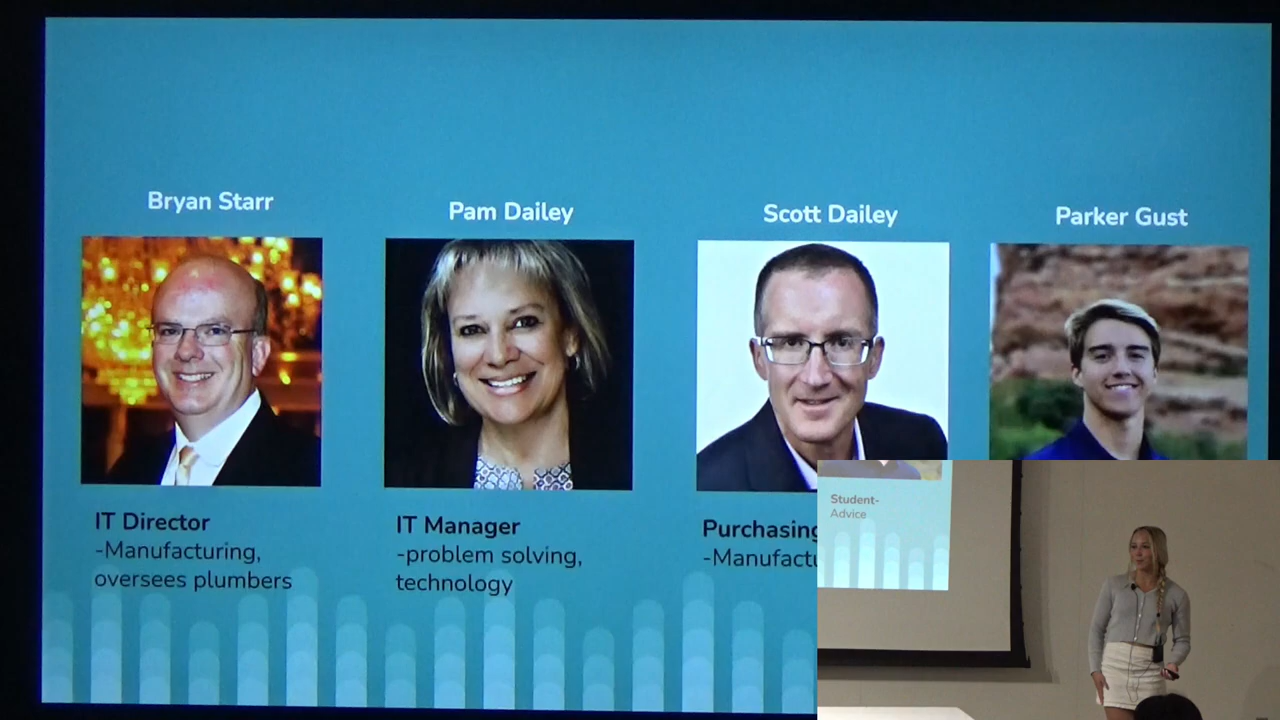 Bryan Starr
Pam Dailey
Scott Dailey
Parker Gust
IT Director
-Manufacturing,
oversees plumbers
IT Manager
-problem solving,
technology
Purchasing
Student-
Advice